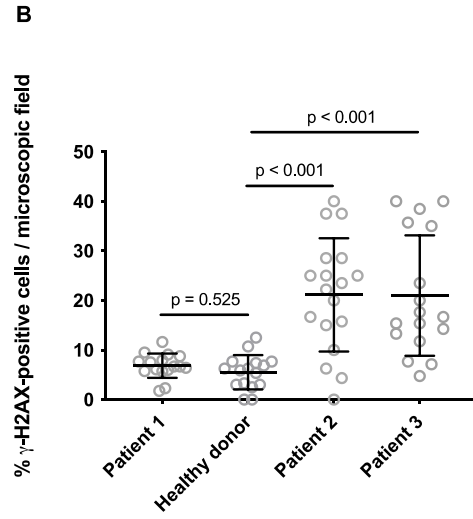 B
% γ-H2AX-positive cells / microscopic field
p < 0.001
p < 0.001
p = 0.525
50
40
30
20
10
0
Patient 1
Healthy donor
Patient 2
Patient 3